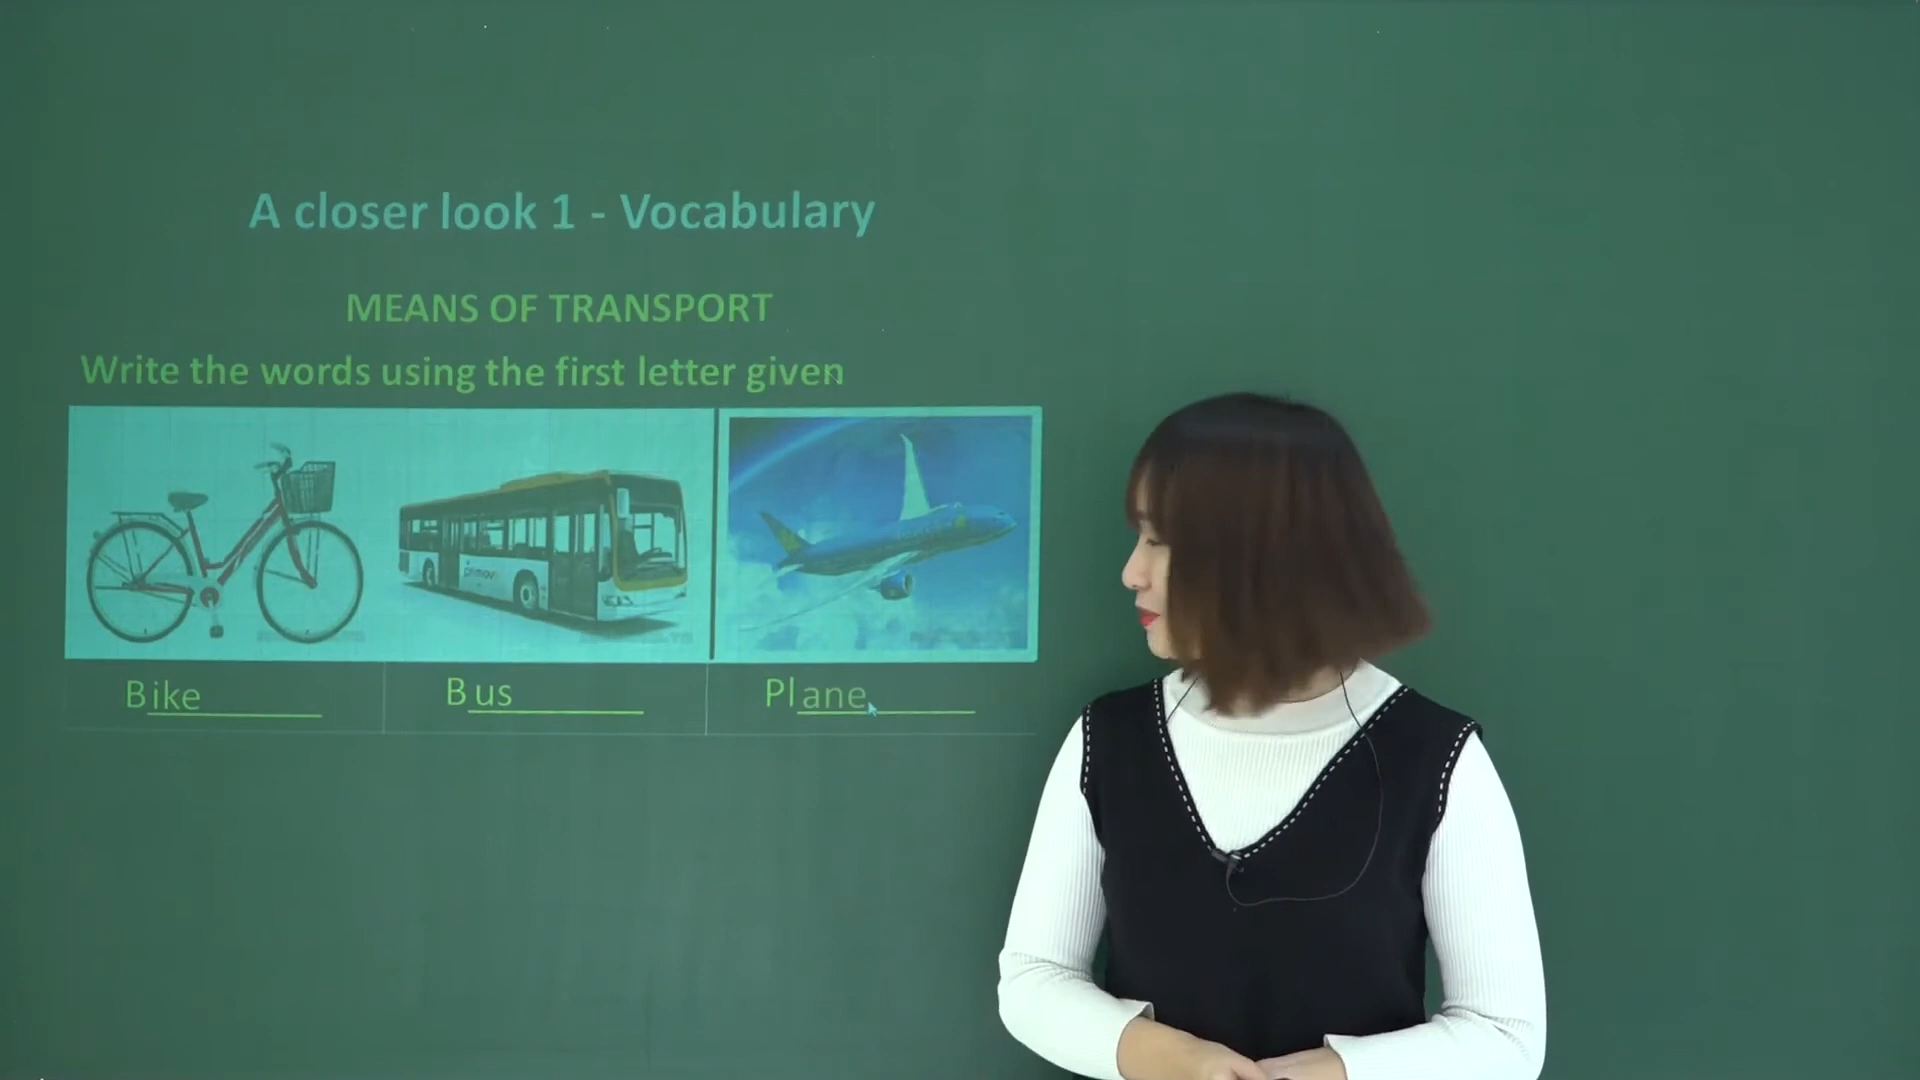 A closer look 1 - Vocabulary
MEANS OF TRANSPORT
Write the words using the first letter given
Bike Bus Plane